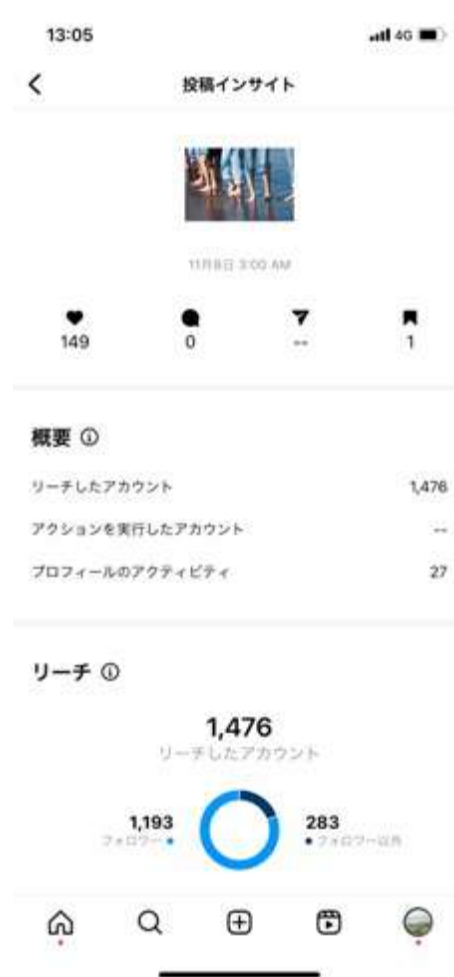 13:05 4G
投稿インサイト
11月8日 3:00 AM
149 0 -- 1
概要
リーチしたアカウント 1,476
アクションを実行したアカウント --
プロフィールのアクティビティ 27
リーチ
1,476
リーチしたアカウント
1,193 283
フォロワー フォロワー以外